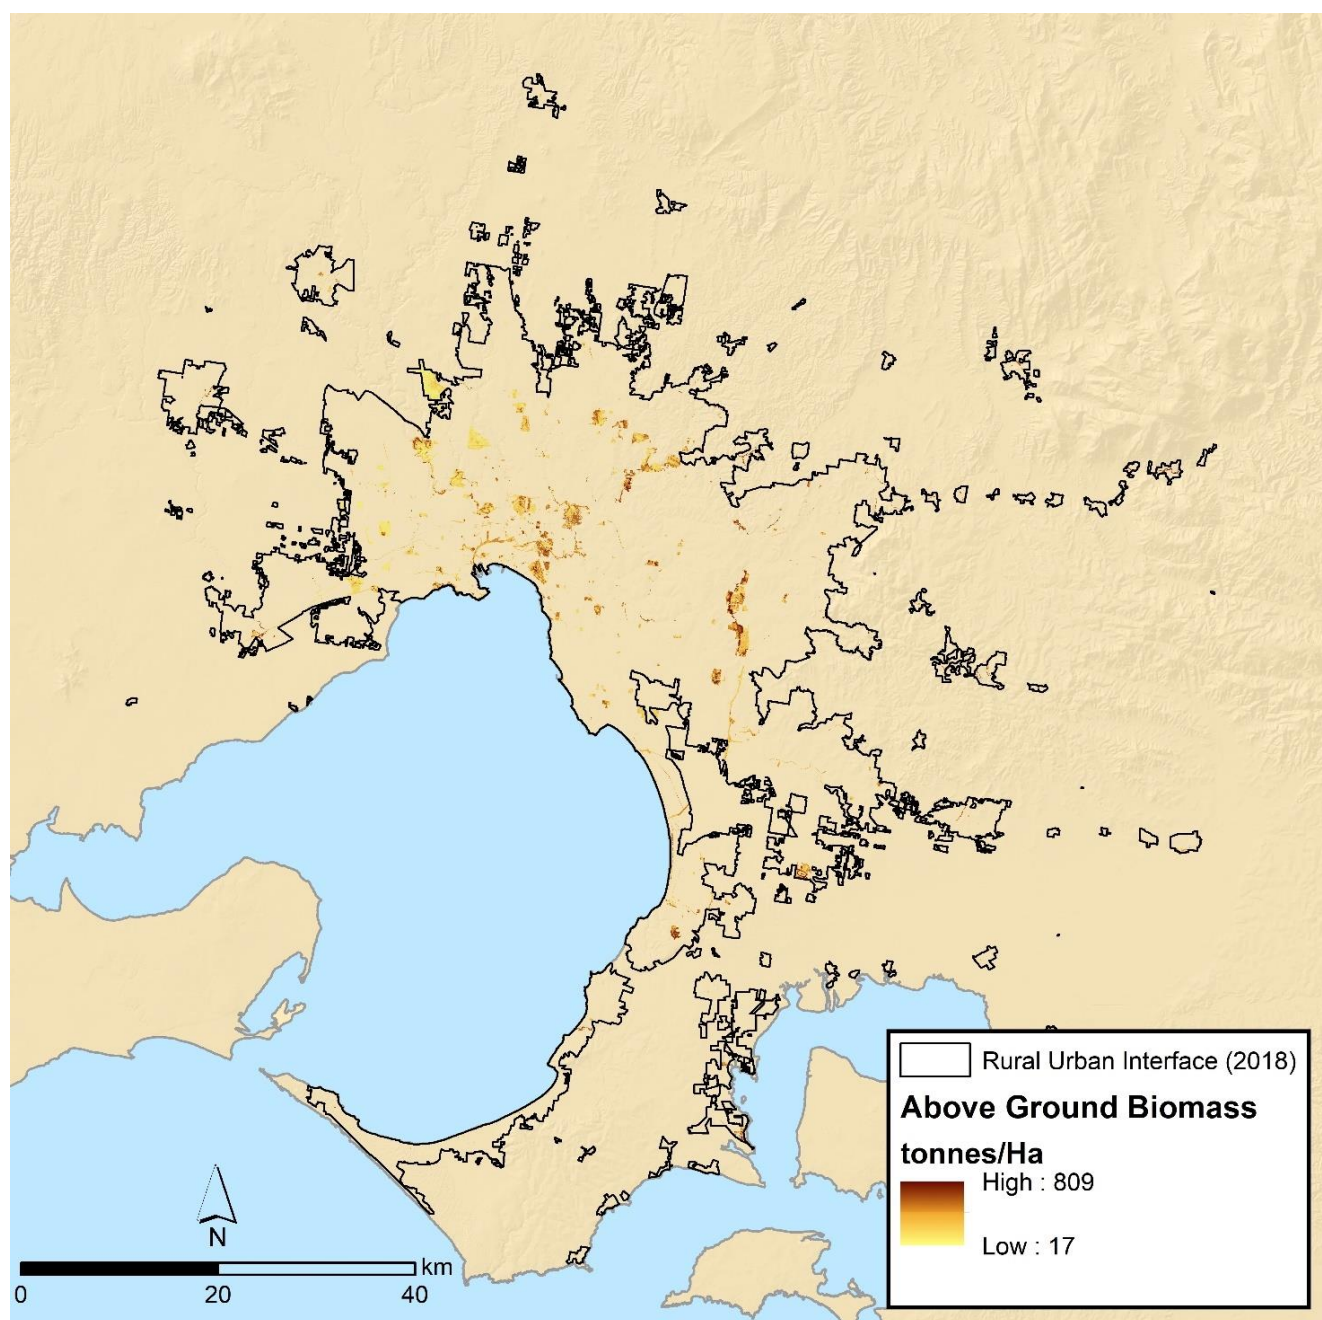 Rural Urban Interface (2018)
Above Ground Biomass
tonnes/Ha
High : 809
Low : 17
N
km
0 20 40